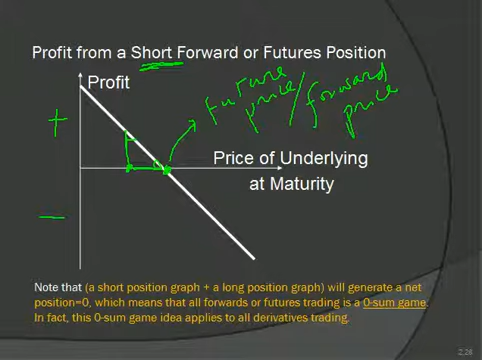 Profit from a Short Forward or Futures Position
Profit
future
price/forward
price
+
Price of Underlying
at Maturity
—
Note that (a short position graph + a long position graph) will generate a net
position=0, which means that all forwards or futures trading is a 0-sum game.
In fact, this 0-sum game idea applies to all derivatives trading.
2.26